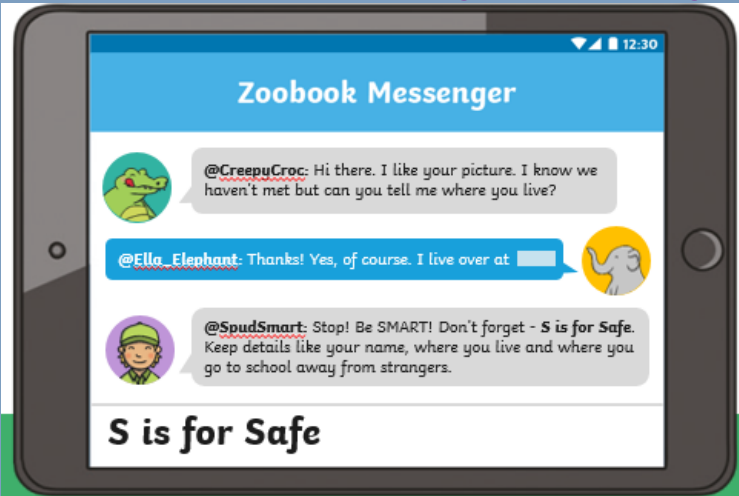 12:30
Zoobook Messenger
@CreepyCroc: Hi there. I like your picture. I know we
haven't met but can you tell me where you live?
@Ella_Elephant: Thanks! Yes, of course. I live over at
@SpudSmart: Stop! Be SMART! Don't forget - S is for Safe.
Keep details like your name, where you live and where you
go to school away from strangers.
S is for Safe